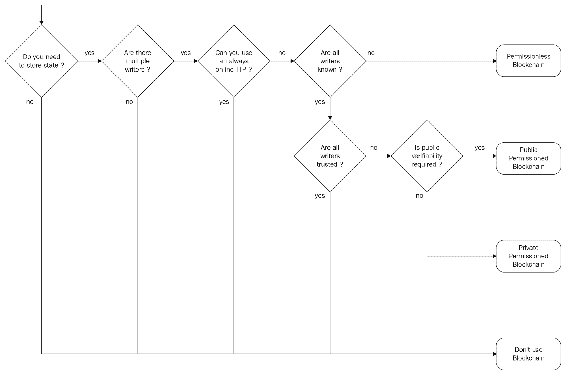 Do you need
to store state ?
yes
no
Are there
multiple
writers ?
yes
no
Can you use
an always
online TTP ?
no
yes
Are all
writers
known ?
no
yes
Permissionless
Blockchain
Are all
writers
trusted ?
no
yes
Is public
verifiability
required ?
yes
no
Public
Permissioned
Blockchain
Private
Permissioned
Blockchain
Don't use
Blockchain